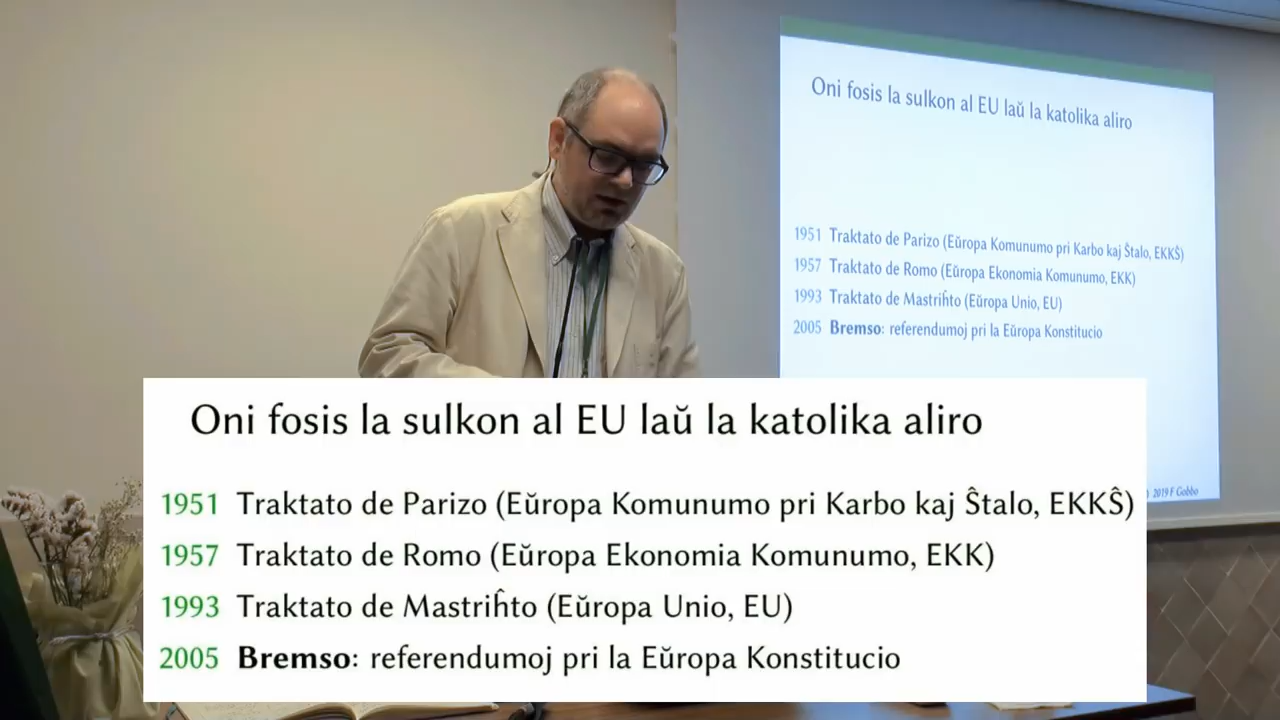 Oni fosis la sulkon al EU laŭ la katolika aliro
1951 Traktato de Parizo (Eŭropa Komunumo pri Karbo kaj Ŝtalo, EKKŜ)
1957 Traktato de Romo (Eŭropa Ekonomia Komunumo, EKK)
1993 Traktato de Mastriĥto (Eŭropa Unio, EU)
2005 Bremso: referendumoj pri la Eŭropa Konstitucio
2019 F Gobbo
Oni fosis la sulkon al EU laŭ la katolika aliro
1951 Traktato de Parizo (Eŭropa Komunumo pri Karbo kaj Ŝtalo, EKKŜ)
1957 Traktato de Romo (Eŭropa Ekonomia Komunumo, EKK)
1993 Traktato de Mastriĥto (Eŭropa Unio, EU)
2005 Bremso: referendumoj pri la Eŭropa Konstitucio